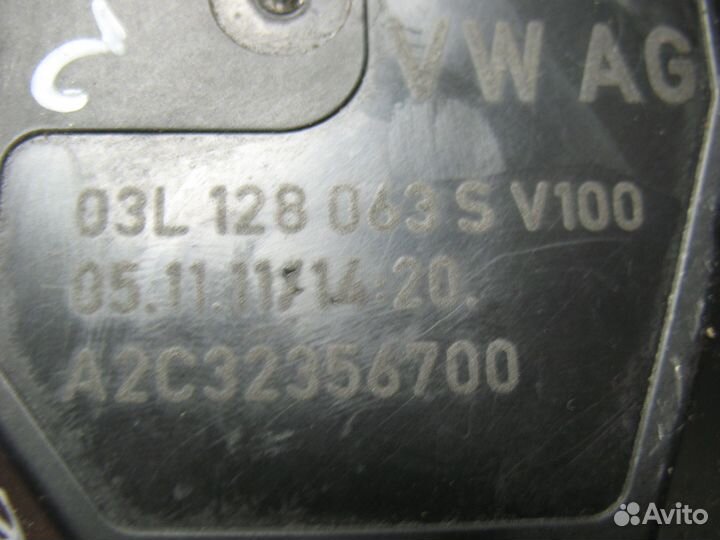 VW AG
03L 128 063 S V100
05.11.11 14:20.
A2C32356700
Avito